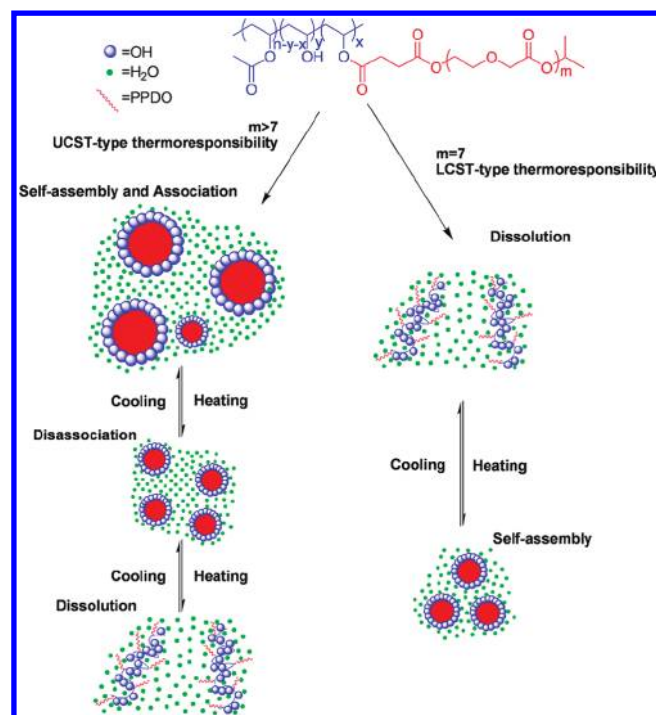 n-y-x
y
x
OH
O
O
O
O
O
O
O
O
O
m
=OH
=H₂O
=PPDO
m>7
UCST-type thermoresponsibility
m=7
LCST-type thermoresponsibility
Self-assembly and Association
Dissolution
Cooling
Heating
Disassociation
Cooling
Heating
Cooling
Heating
Self-assembly
Dissolution